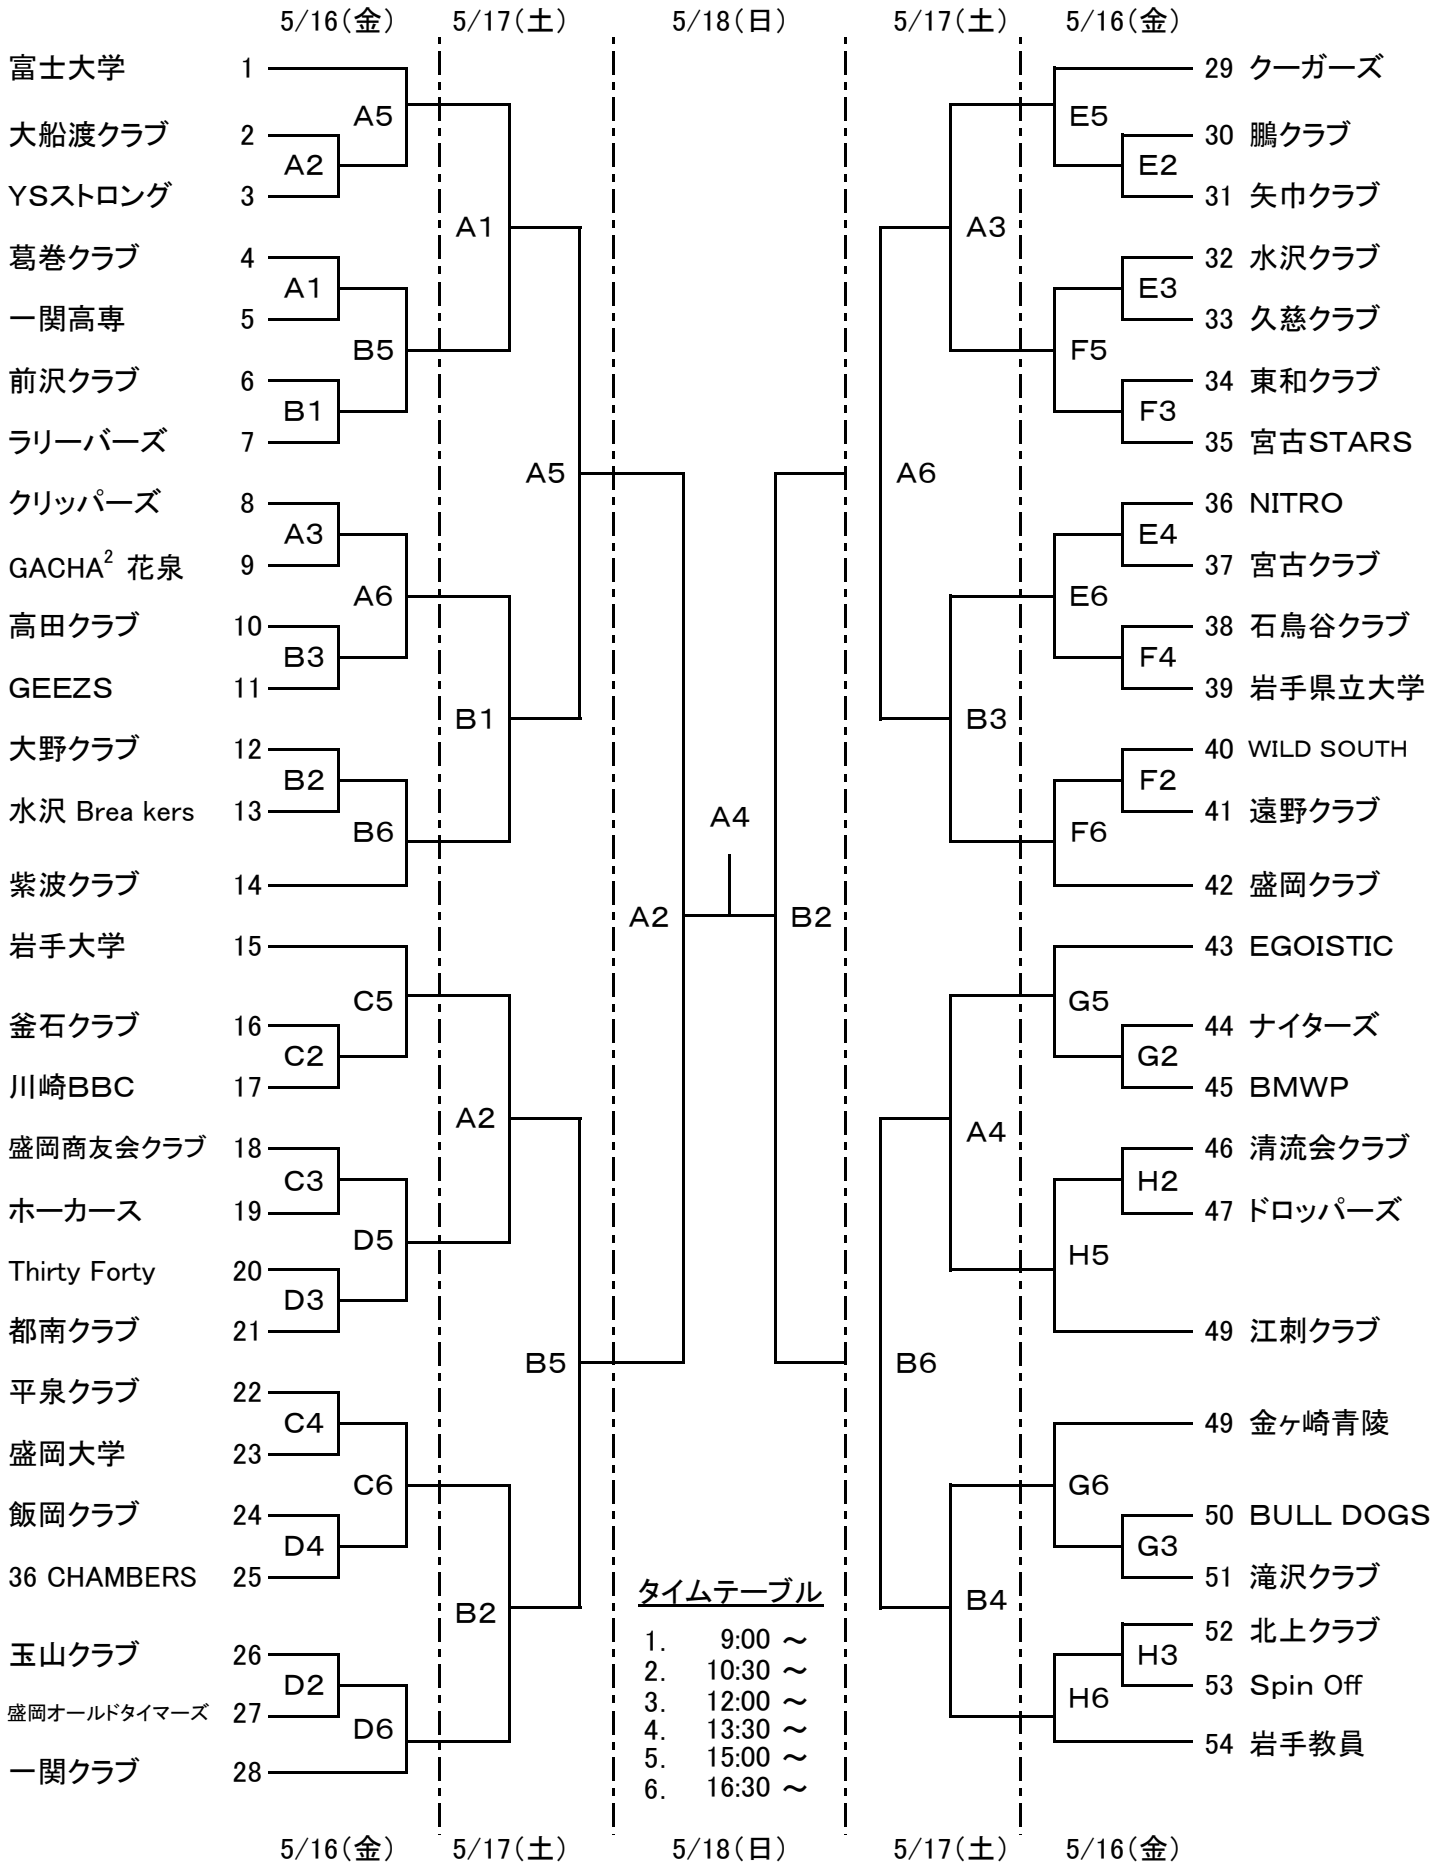 5/16(金) 5/17(土) 5/18(日) 5/17(土) 5/16(金)
富士大学 1
大船渡クラブ 2
YSストロング 3
葛巻クラブ 4
一関高専 5
前沢クラブ 6
ラリーバーズ 7
クリッパーズ 8
GACHA² 花泉 9
高田クラブ 10
GEEZS 11
大野クラブ 12
水沢 Brea kers 13
紫波クラブ 14
岩手大学 15
釜石クラブ 16
川崎BBC 17
盛岡商友会クラブ 18
ホーカース 19
Thirty Forty 20
都南クラブ 21
平泉クラブ 22
盛岡大学 23
飯岡クラブ 24
36 CHAMBERS 25
玉山クラブ 26
盛岡オールドタイマーズ 27
一関クラブ 28
A2
A1
B1
A3
B3
B2
C2
C3
D3
C4
D4
D2
A5
B5
A6
B6
C5
D5
C6
D6
A1
B1
A2
B2
A5
B5
A2
A4
B2
A6
B6
A3
B3
A4
B4
E5
F5
E6
F6
G5
H5
G6
H6
E2
E3
F3
E4
F4
F2
G2
H2
G3
H3
29 クーガーズ
30 鵬クラブ
31 矢巾クラブ
32 水沢クラブ
33 久慈クラブ
34 東和クラブ
35 宮古STARS
36 NITRO
37 宮古クラブ
38 石鳥谷クラブ
39 岩手県立大学
40 WILD SOUTH
41 遠野クラブ
42 盛岡クラブ
43 EGOISTIC
44 ナイターズ
45 BMWP
46 清流会クラブ
47 ドロッパーズ
49 江刺クラブ
49 金ヶ崎青陵
50 BULL DOGS
51 滝沢クラブ
52 北上クラブ
53 Spin Off
54 岩手教員
タイムテーブル
1. 9:00 ～
2. 10:30 ～
3. 12:00 ～
4. 13:30 ～
5. 15:00 ～
6. 16:30 ～
5/16(金) 5/17(土) 5/18(日) 5/17(土) 5/16(金)